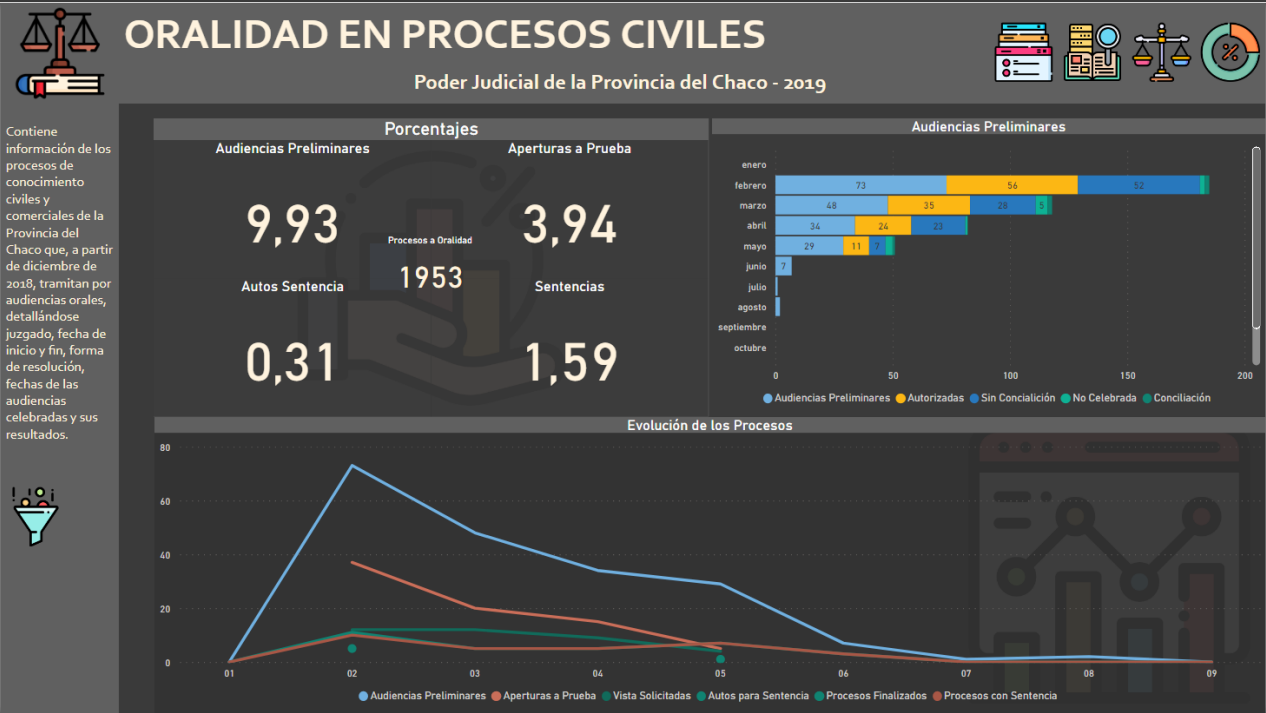 ORALIDAD EN PROCESOS CIVILES
Poder Judicial de la Provincia del Chaco - 2019
%
Contiene
información de los
procesos de
conocimiento
civiles y
comerciales de la
Provincia del
Chaco que, a partir
de diciembre de
2018, tramitan por
audiencias orales,
detallándose
juzgado, fecha de
inicio y fin, forma
de resolución,
fechas de las
audiencias
celebradas y sus
resultados.
Porcentajes
Audiencias Preliminares
Aperturas a Prueba
9,93
3,94
Procesos a Oralidad
1953
Autos Sentencia
Sentencias
0,31
1,59
Audiencias Preliminares
enero
febrero 73 56 52
marzo 48 35 28 5
abril 34 24 23
mayo 29 11 7
junio 7
julio
agosto
septiembre
octubre
0 50 100 150 200
Audiencias Preliminares Autorizadas Sin Concialición No Celebrada Conciliación
Evolución de los Procesos
80
60
40
20
0
01 02 03 04 05 06 07 08 09
Audiencias Preliminares Aperturas a Prueba Vista Solicitadas Autos para Sentencia Procesos Finalizados Procesos con Sentencia